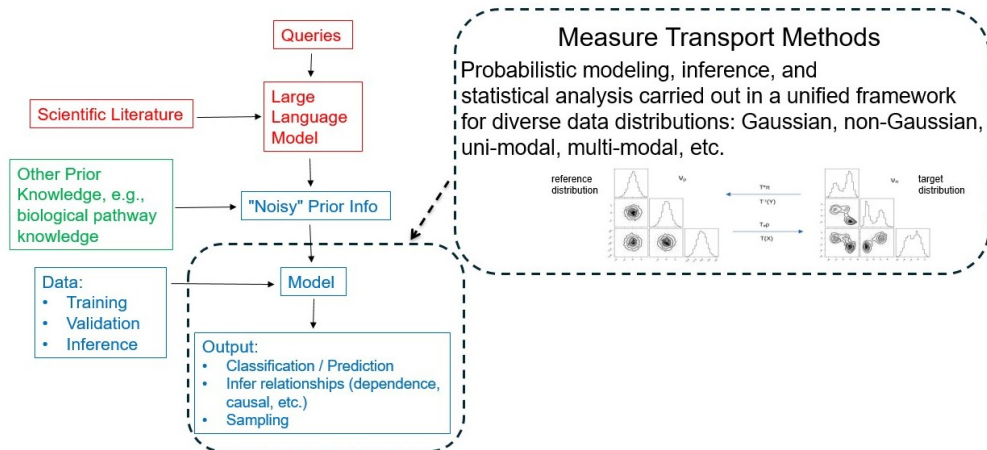 Queries
Scientific Literature
Large
Language
Model
Other Prior
Knowledge, e.g.,
biological pathway
knowledge
"Noisy" Prior Info
Data:
• Training
• Validation
• Inference
Model
Output:
• Classification / Prediction
• Infer relationships (dependence,
causal, etc.)
• Sampling
Measure Transport Methods
Probabilistic modeling, inference, and
statistical analysis carried out in a unified framework
for diverse data distributions: Gaussian, non-Gaussian,
uni-modal, multi-modal, etc.
reference
distribution
target
distribution
T(X)